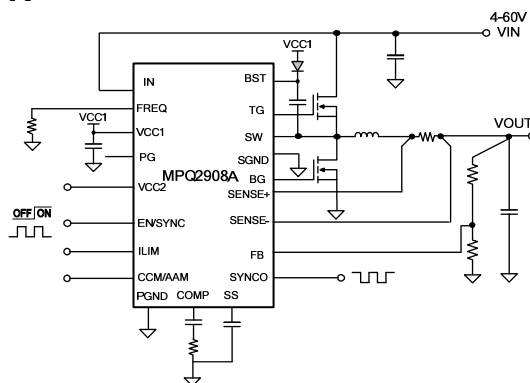 4-60V
VIN
VCC1
IN
BST
FREQ
TG
VCC1
VCC1
SW
VOUT
PG
SGND
MPQ2908A
BG
VCC2
SENSE+
OFF ON
EN/SYNC
SENSE-
ILIM
FB
CCM/AAM
SYNCO
PGND
COMP
SS